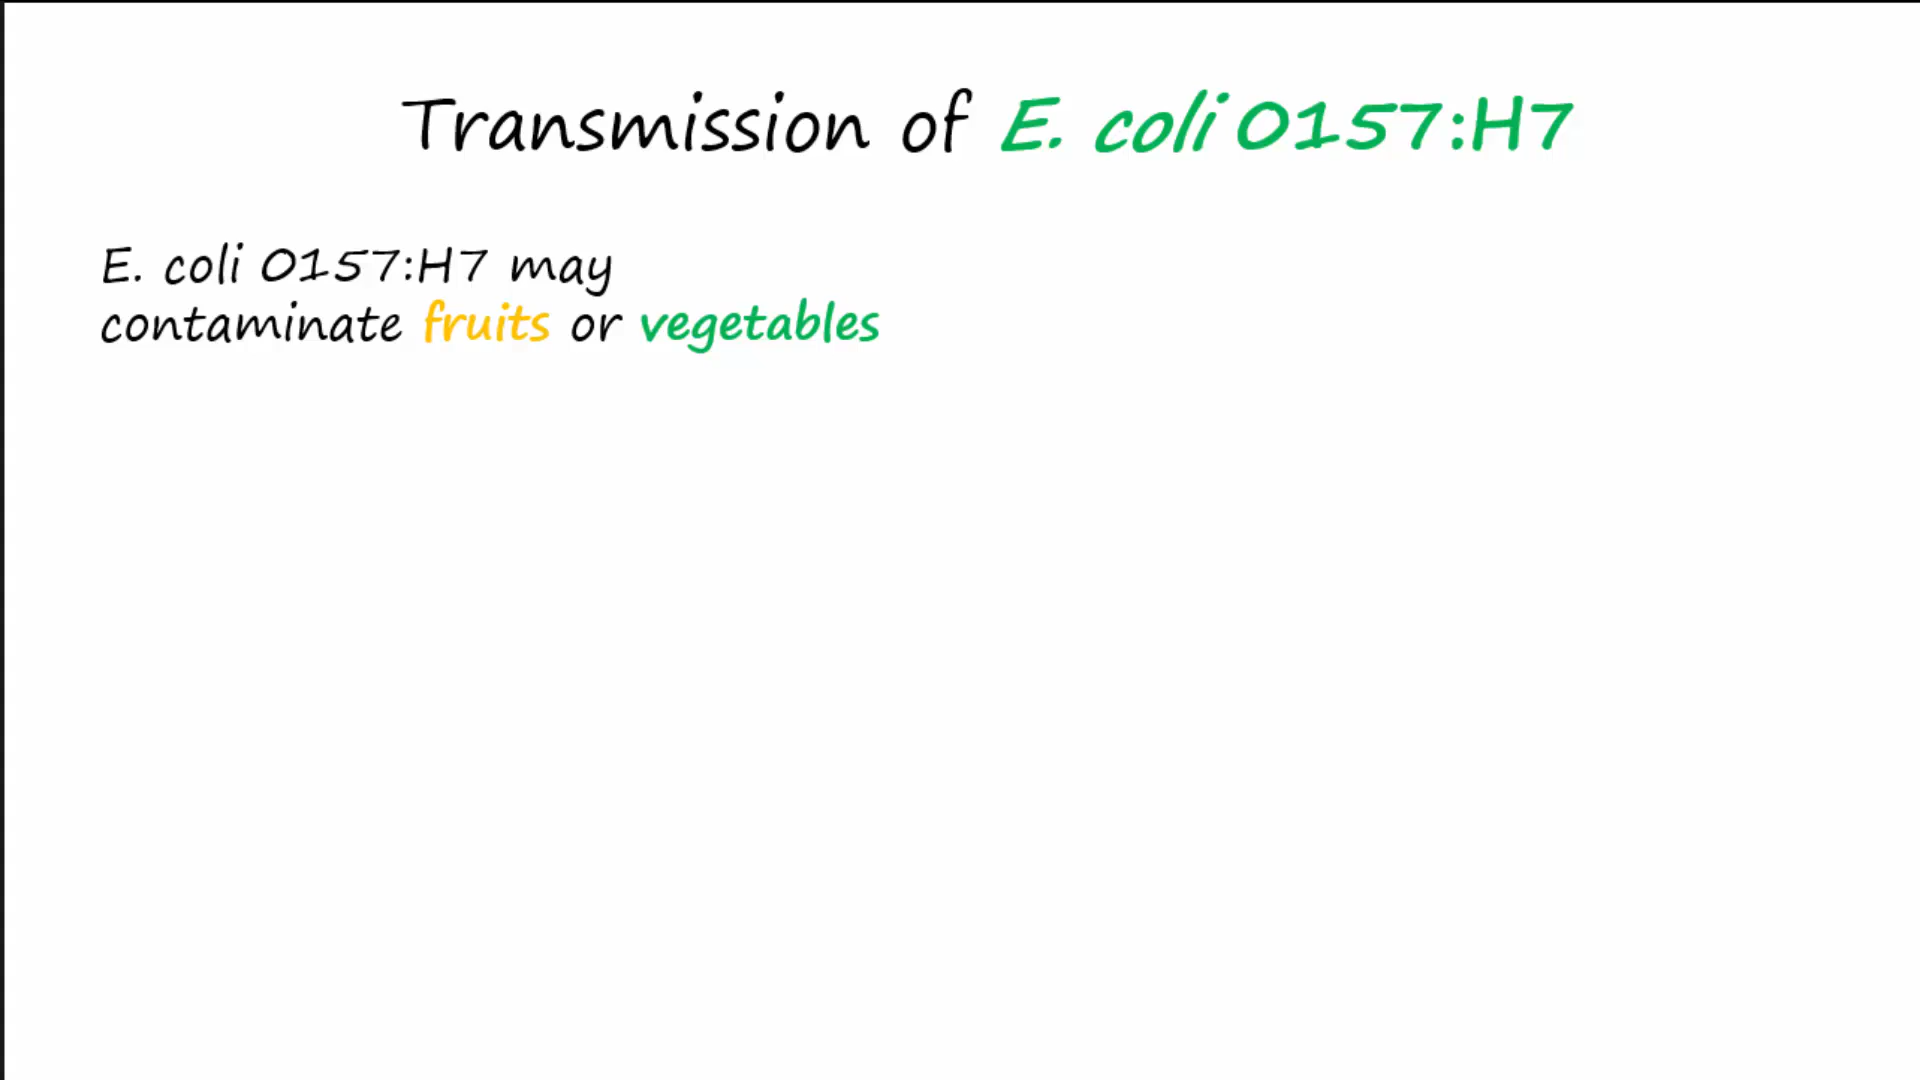 Transmission of E. coli O157:H7
E. coli O157:H7 may
contaminate fruits or vegetables